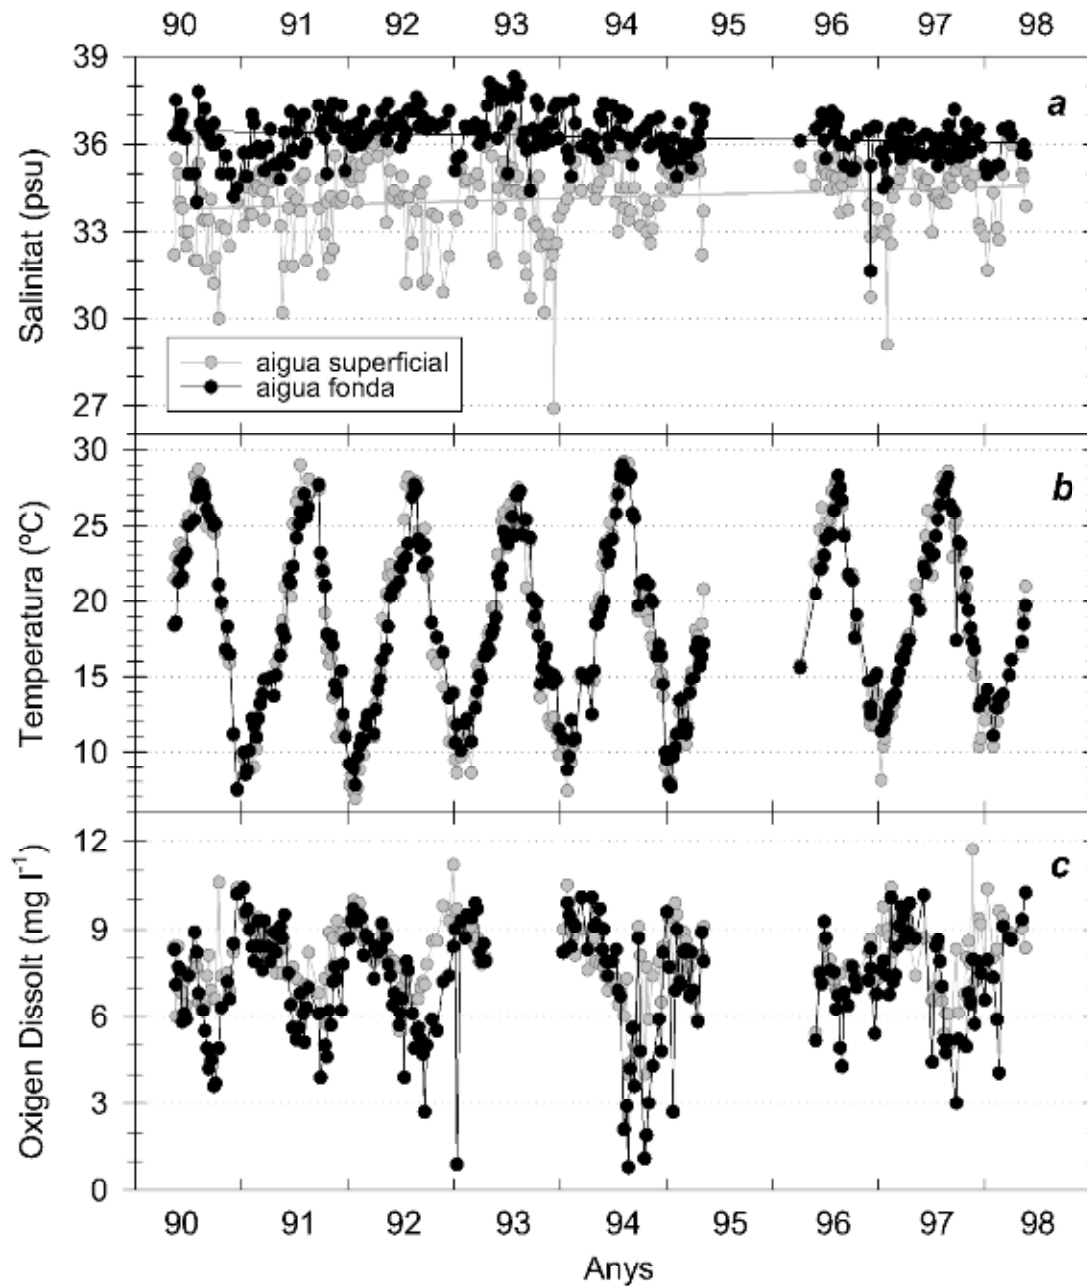 90 91 92 93 94 95 96 97 98
39
36
33
30
27
Salinitat (psu)
a
aigua superficial
aigua fonda
30
25
20
15
10
Temperatura (ºC)
b
12
9
6
3
0
Oxigen Dissolt (mg l⁻¹)
c
90 91 92 93 94 95 96 97 98
Anys